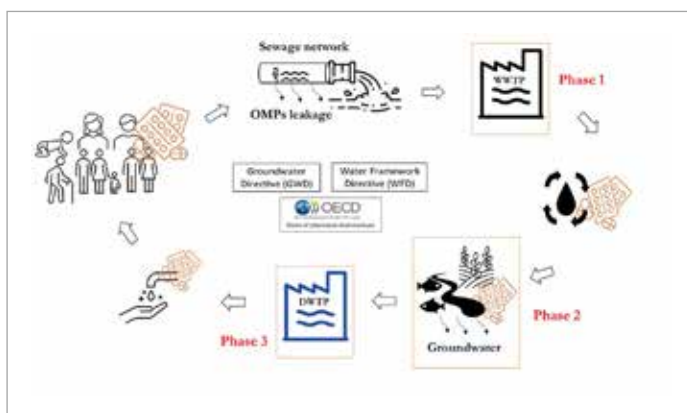 Sewage network
WWTP
Phase 1
OMPs leakage
Groundwater
Directive (GWD)
Water Framework
Directive (WFD)
OECD
DWTP
Phase 2
Phase 3
Groundwater